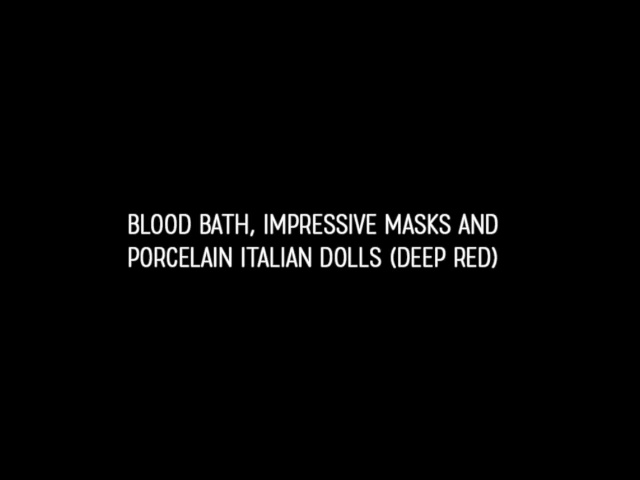 BLOOD BATH, IMPRESSIVE MASKS AND
PORCELAIN ITALIAN DOLLS (DEEP RED)